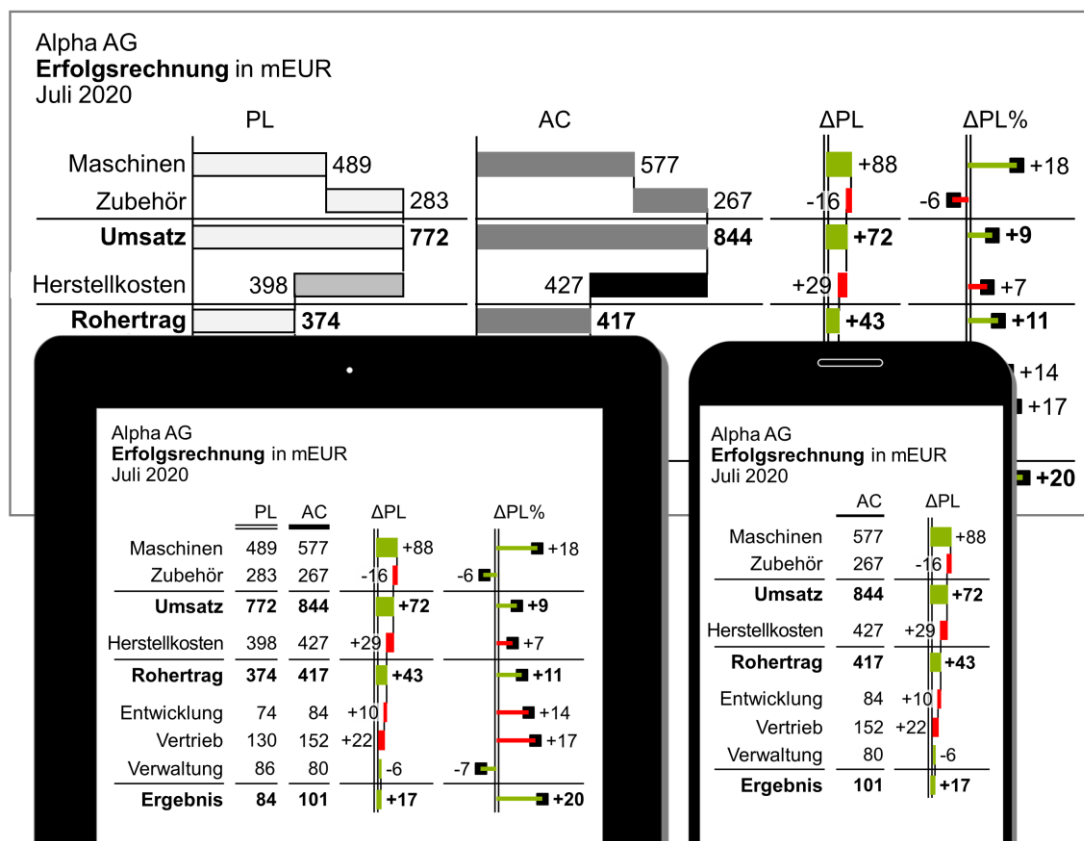 Alpha AG
Erfolgsrechnung in mEUR
Juli 2020
PL AC ΔPL ΔPL%
Maschinen 489 577 +88 +18
Zubehör 283 267 -16 -6
Umsatz 772 844 +72 +9
Herstellkosten 398 427 +29 +7
Rohertrag 374 417 +43 +11
+14
+17
+20
Alpha AG
Erfolgsrechnung in mEUR
Juli 2020
PL AC ΔPL ΔPL%
Maschinen 489 577 +88 +18
Zubehör 283 267 -16 -6
Umsatz 772 844 +72 +9
Herstellkosten 398 427 +29 +7
Rohertrag 374 417 +43 +11
Entwicklung 74 84 +10 +14
Vertrieb 130 152 +22 +17
Verwaltung 86 80 -6 -7
Ergebnis 84 101 +17 +20
Alpha AG
Erfolgsrechnung in mEUR
Juli 2020
AC ΔPL
Maschinen 577 +88
Zubehör 267 -16
Umsatz 844 +72
Herstellkosten 427 +29
Rohertrag 417 +43
Entwicklung 84 +10
Vertrieb 152 +22
Verwaltung 80 -6
Ergebnis 101 +17